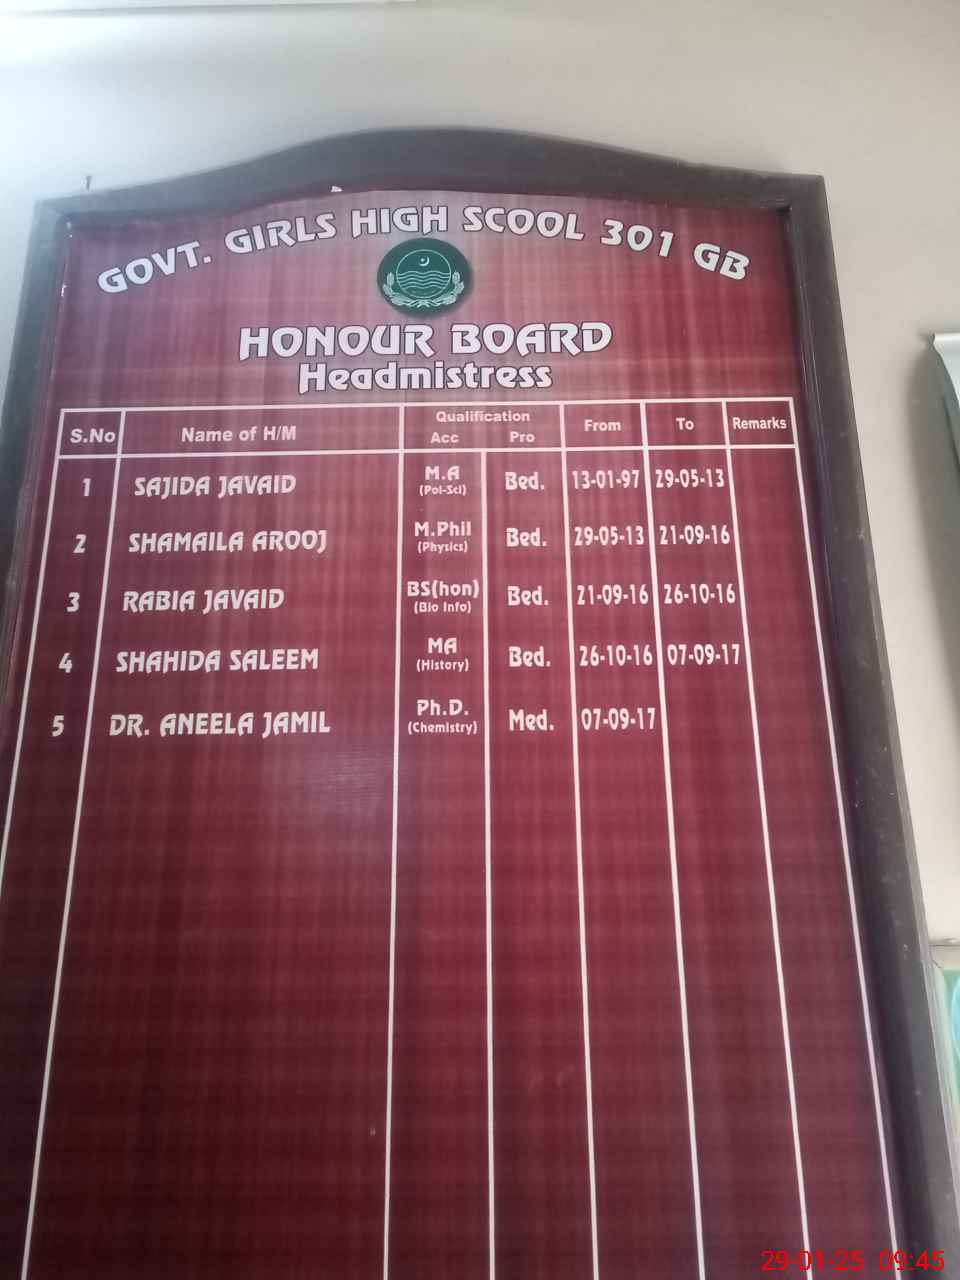 GOVT. GIRLS HIGH SCOOL 301 GB
HONOUR BOARD
Headmistress
S.No Name of H/M Qualification Acc Pro From To Remarks
1 SAJIDA JAVAID M.A (Pol-Sci) Bed. 13-01-97 29-05-13
2 SHAMAILA AROOJ M.Phil (Physics) Bed. 29-05-13 21-09-16
3 RABIA JAVAID BS(hon) (Bio Info) Bed. 21-09-16 26-10-16
4 SHAHIDA SALEEM MA (History) Bed. 26-10-16 07-09-17
5 DR. ANEELA JAMIL Ph.D. (Chemistry) Med. 07-09-17
29-01-25 09:45